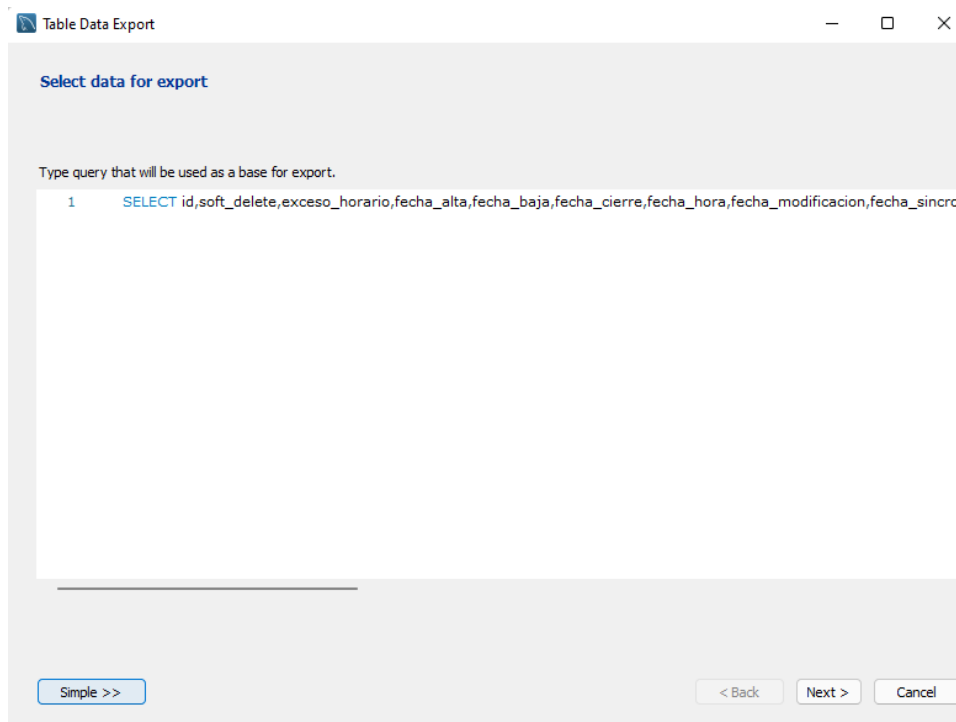 Table Data Export
Select data for export
Type query that will be used as a base for export.
1 SELECT id,soft_delete,exceso_horario,fecha_alta,fecha_baja,fecha_cierre,fecha_hora,fecha_modificacion,fecha_sincro
Simple >> < Back Next > Cancel